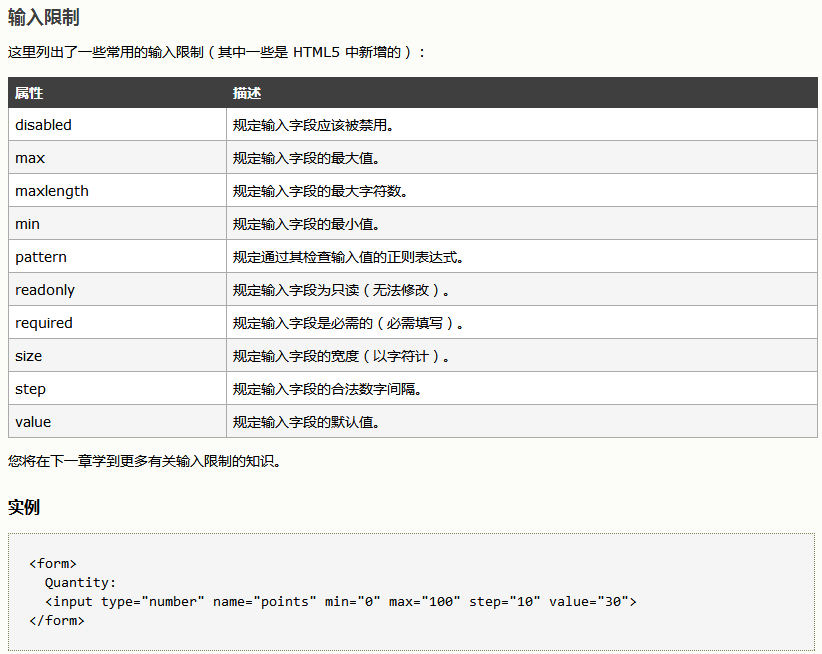 输入限制
这里列出了一些常用的输入限制（其中一些是 HTML5 中新增的）：
属性 描述
disabled 规定输入字段应该被禁用。
max 规定输入字段的最大值。
maxlength 规定输入字段的最大字符数。
min 规定输入字段的最小值。
pattern 规定通过其检查输入值的正则表达式。
readonly 规定输入字段为只读（无法修改）。
required 规定输入字段是必需的（必需填写）。
size 规定输入字段的宽度（以字符计）。
step 规定输入字段的合法数字间隔。
value 规定输入字段的默认值。
您将在下一章学到更多有关输入限制的知识。
实例
<form>
  Quantity:
  <input type="number" name="points" min="0" max="100" step="10" value="30">
</form>